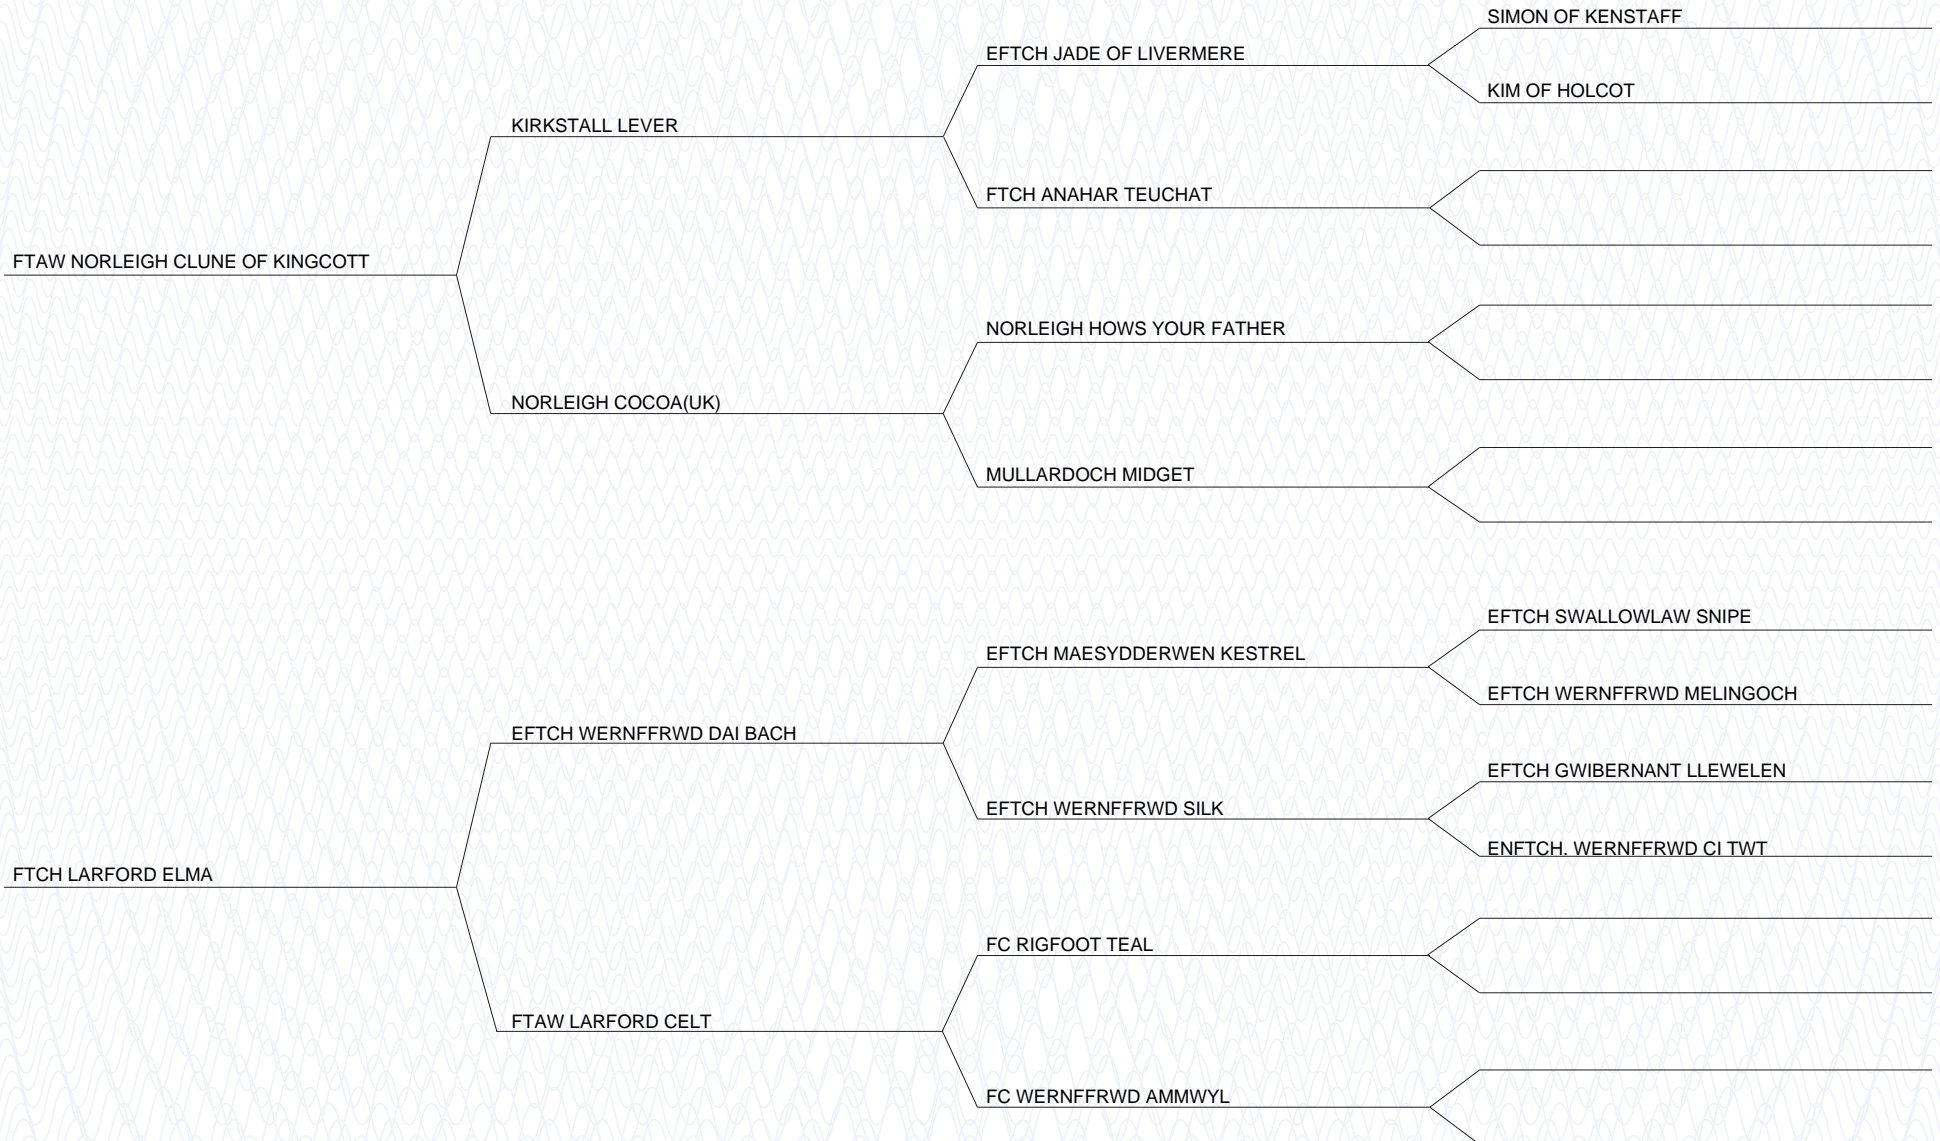 SIMON OF KENSTAFF
EFTCH JADE OF LIVERMERE
KIM OF HOLCOT
KIRKSTALL LEVER
FTCH ANAHAR TEUCHAT
FTAW NORLEIGH CLUNE OF KINGCOTT
NORLEIGH HOWS YOUR FATHER
NORLEIGH COCOA(UK)
MULLARDOCH MIDGET
EFTCH SWALLOWLAW SNIPE
EFTCH MAESYDDERWEN KESTREL
EFTCH WERNFFRWD MELINGOCH
EFTCH WERNFFRWD DAI BACH
EFTCH GWIBERNANT LLEWELEN
EFTCH WERNFFRWD SILK
ENFTCH. WERNFFRWD CI TWT
FTCH LARFORD ELMA
FC RIGFOOT TEAL
FTAW LARFORD CELT
FC WERNFFRWD AMMWYL